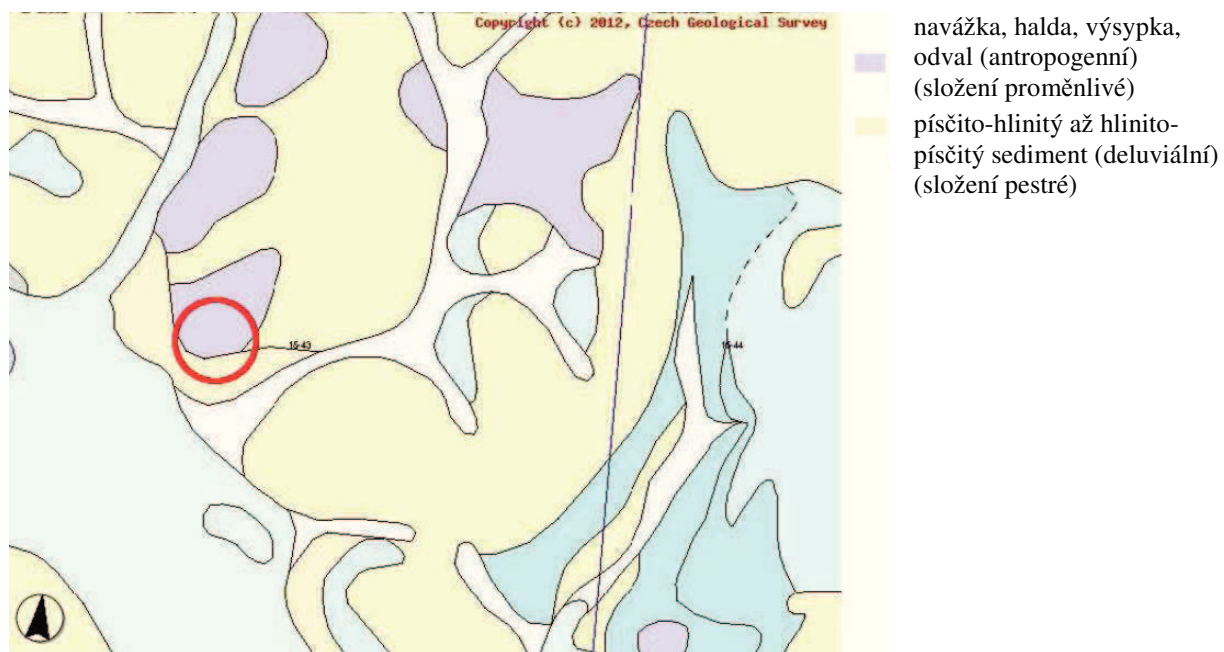 Copyright (c) 2012, Czech Geological Survey
navážka, halda, výsypka,
odval (antropogenní)
(složení proměnlivé)
písčito-hlinitý až hlinito-
písčitý sediment (deluviální)
(složení pestré)
15-43
15-44